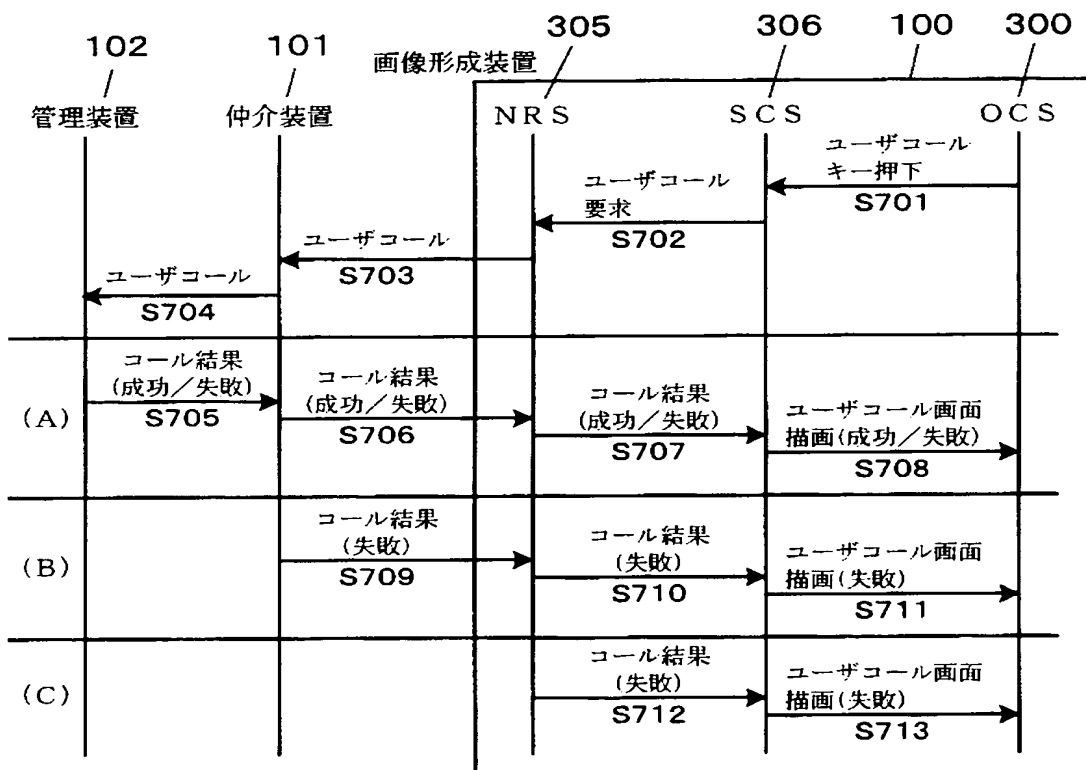 102
101
305
306
100
300
画像形成装置
管理装置
仲介装置
NRS
SCS
OCS
ユーザコール
キー押下
S701
ユーザコール
要求
S702
ユーザコール
S703
ユーザコール
S704
(A)
コール結果
(成功/失敗)
S705
コール結果
(成功/失敗)
S706
コール結果
(成功/失敗)
S707
ユーザコール画面
描画(成功/失敗)
S708
(B)
コール結果
(失敗)
S709
コール結果
(失敗)
S710
ユーザコール画面
描画(失敗)
S711
(C)
コール結果
(失敗)
S712
ユーザコール画面
描画(失敗)
S713